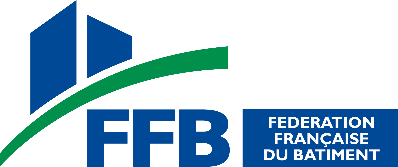 FFB
FEDERATION
FRANÇAISE
DU BATIMENT